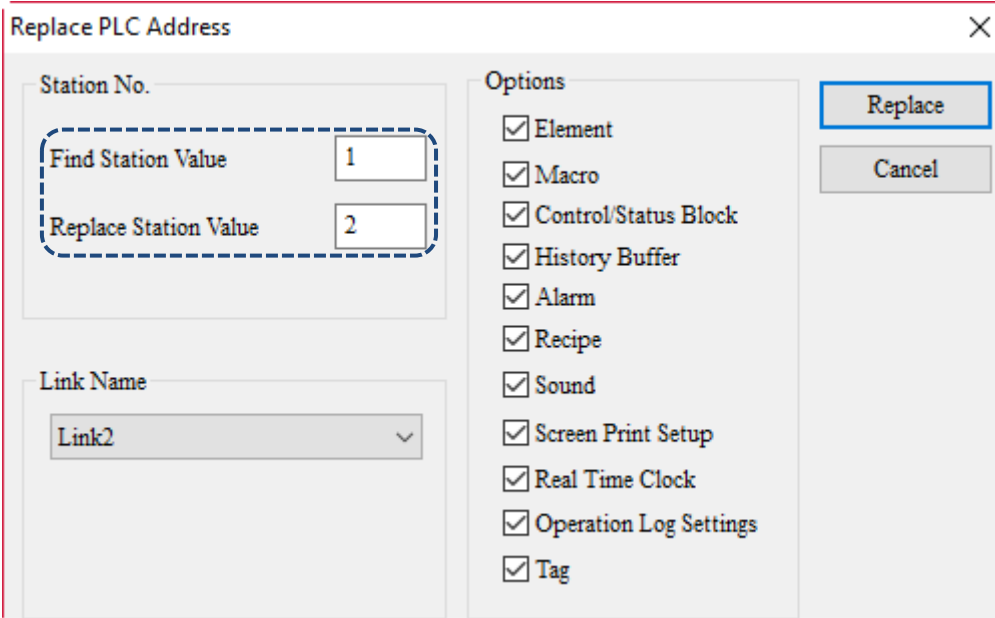 Replace PLC Address
Station No.
Find Station Value 1
Replace Station Value 2
Link Name
Link2
Options
Element
Macro
Control/Status Block
History Buffer
Alarm
Recipe
Sound
Screen Print Setup
Real Time Clock
Operation Log Settings
Tag
Replace
Cancel